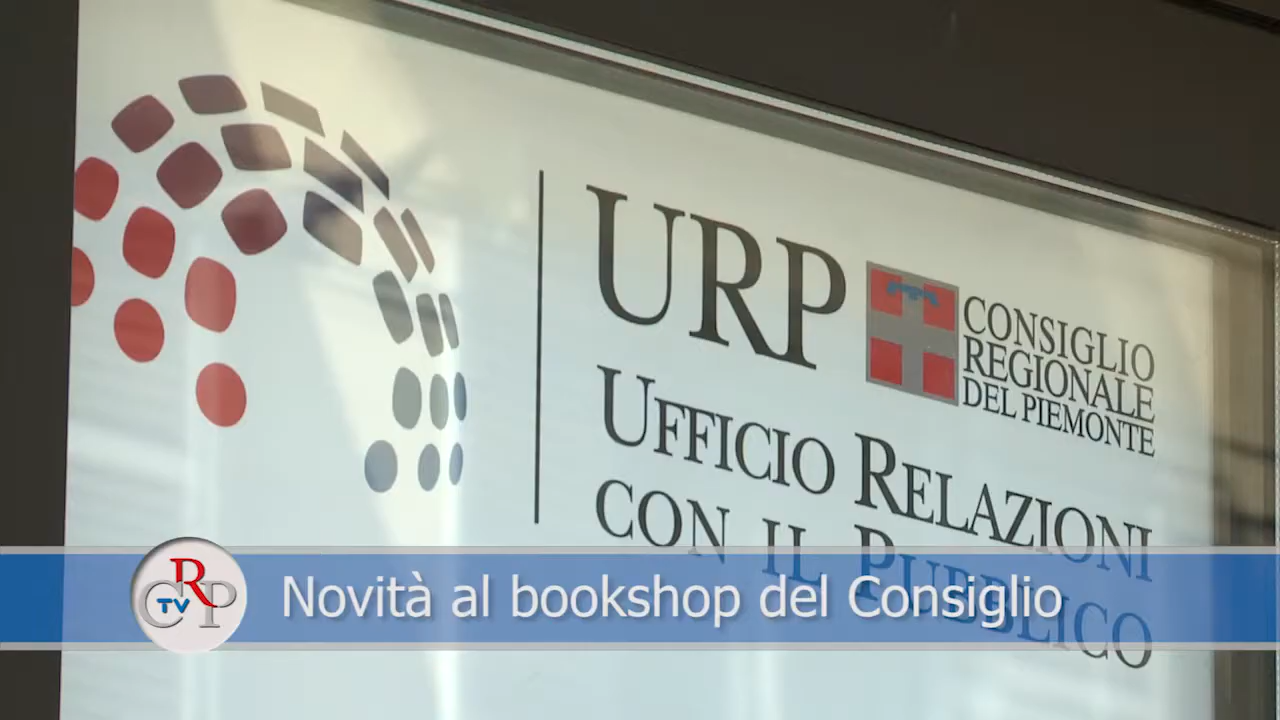 URP
CONSIGLIO
REGIONALE
DEL PIEMONTE
UFFICIO RELAZIONI
CON IL PUBBLICO
CRP
TV
Novità al bookshop del Consiglio